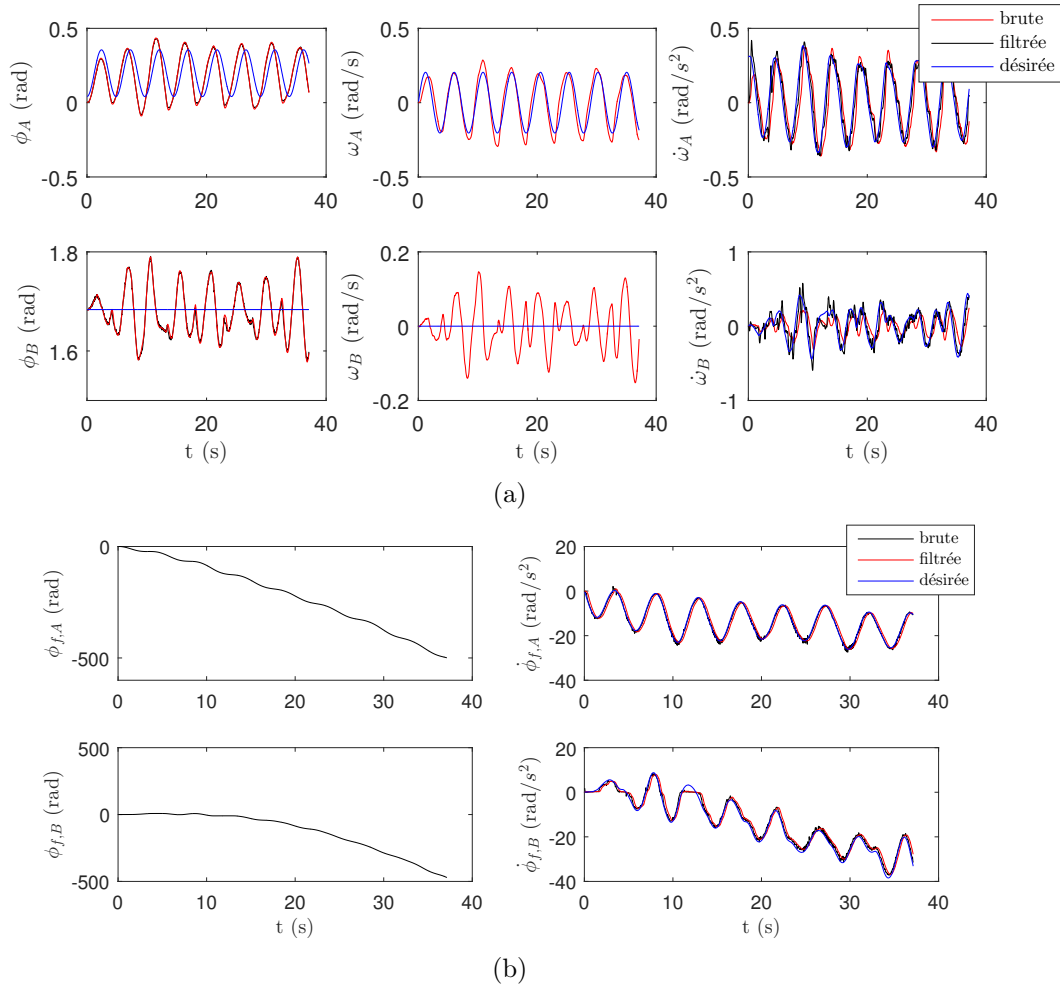 brute
filtrée
désirée
0.5
0
-0.5
0 20 40
ϕ_A (rad)
0.5
0
-0.5
0 20 40
ω_A (rad/s)
0.5
0
-0.5
0 20 40
ω̇_A (rad/s²)
1.8
1.6
0 20 40
ϕ_B (rad)
t (s)
0.2
0
-0.2
0 20 40
ω_B (rad/s)
t (s)
1
0
-1
0 20 40
ω̇_B (rad/s²)
t (s)
(a)
0
-500
0 10 20 30 40
ϕ_{f,A} (rad)
brute
filtrée
désirée
20
0
-20
-40
0 10 20 30 40
ϕ̇_{f,A} (rad/s²)
500
0
-500
0 10 20 30 40
ϕ_{f,B} (rad)
t (s)
20
0
-20
-40
0 10 20 30 40
ϕ̇_{f,B} (rad/s²)
t (s)
(b)